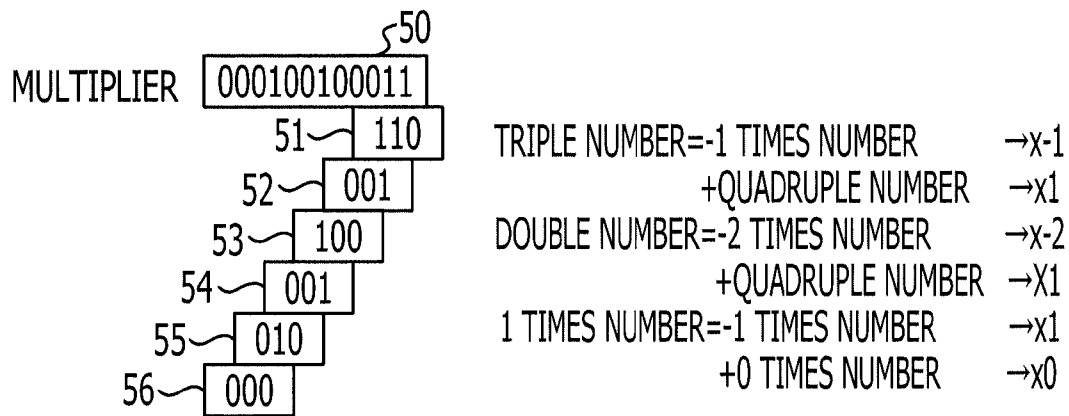 50
MULTIPLIER 000100100011
51 110 TRIPLE NUMBER=-1 TIMES NUMBER →x-1
52 001 +QUADRUPLE NUMBER →x1
53 100 DOUBLE NUMBER=-2 TIMES NUMBER →x-2
54 001 +QUADRUPLE NUMBER →X1
55 010 1 TIMES NUMBER=-1 TIMES NUMBER →x1
56 000 +0 TIMES NUMBER →x0